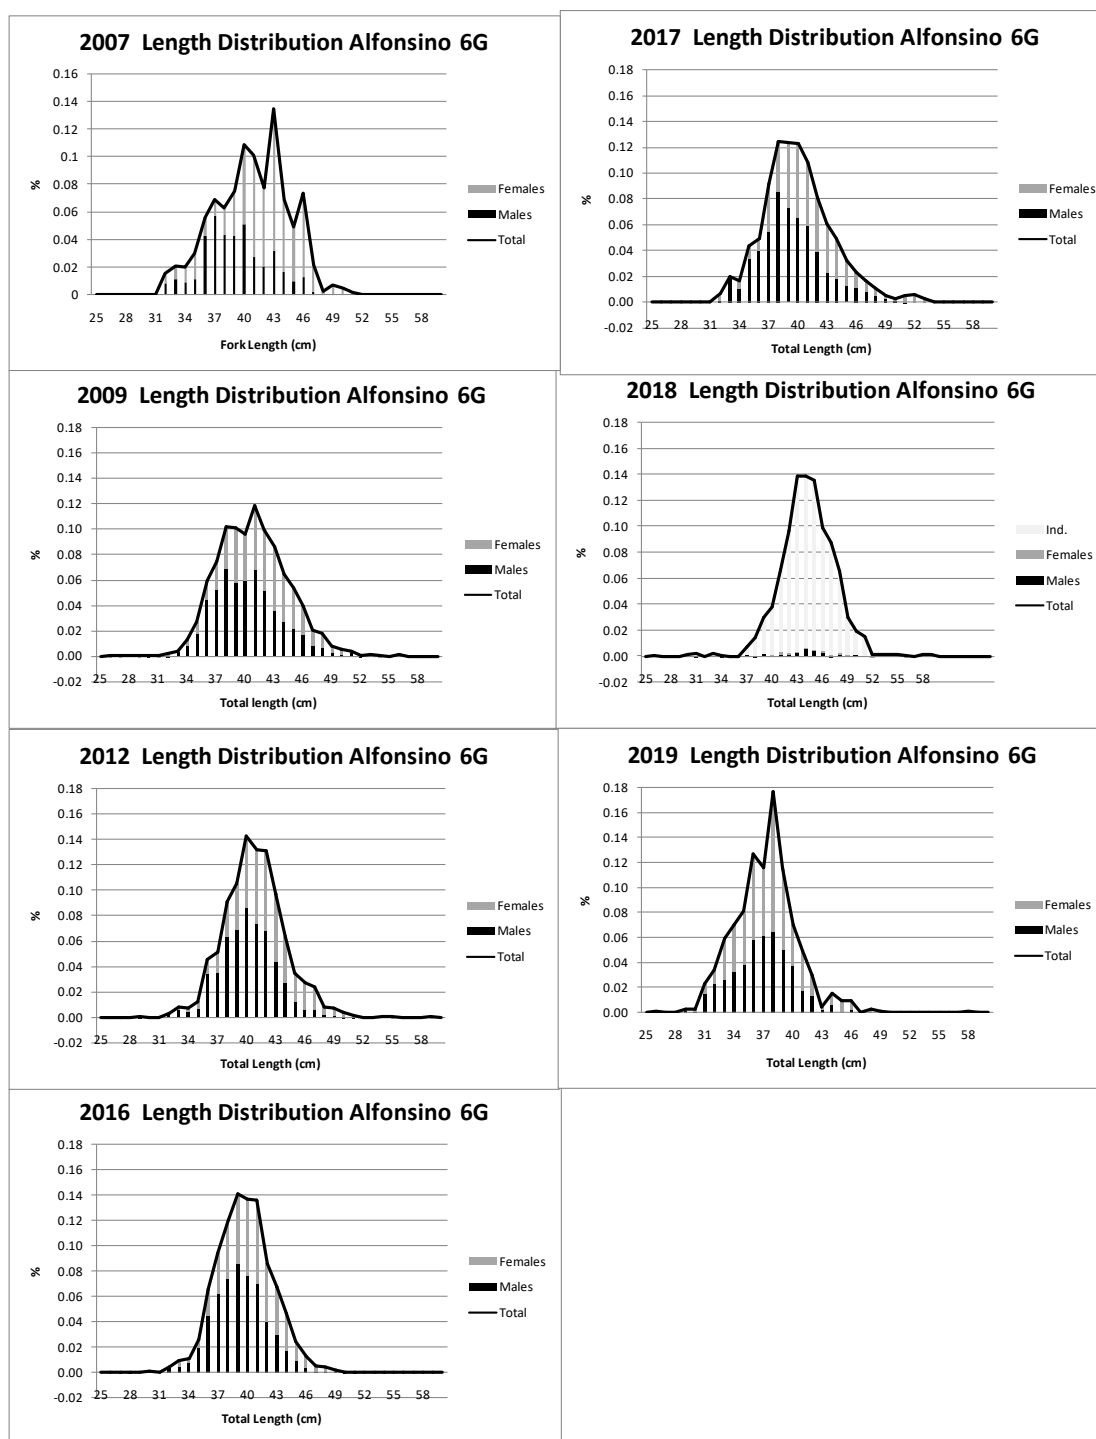 2007 Length Distribution Alfonsino 6G
0.16
0.14
0.12
0.1
0.08
0.06
0.04
0.02
0
%
Females
Males
Total
25 28 31 34 37 40 43 46 49 52 55 58
Fork Length (cm)
2017 Length Distribution Alfonsino 6G
0.18
0.16
0.14
0.12
0.10
0.08
0.06
0.04
0.02
0.00
-0.02
%
Females
Males
Total
25 28 31 34 37 40 43 46 49 52 55 58
Total Length (cm)
2009 Length Distribution Alfonsino 6G
0.18
0.16
0.14
0.12
0.10
0.08
0.06
0.04
0.02
0.00
-0.02
%
Females
Males
Total
25 28 31 34 37 40 43 46 49 52 55 58
Total length (cm)
2018 Length Distribution Alfonsino 6G
0.18
0.16
0.14
0.12
0.10
0.08
0.06
0.04
0.02
0.00
-0.02
%
Ind.
Females
Males
Total
25 28 31 34 37 40 43 46 49 52 55 58
Total Length (cm)
2012 Length Distribution Alfonsino 6G
0.18
0.16
0.14
0.12
0.10
0.08
0.06
0.04
0.02
0.00
-0.02
%
Females
Males
Total
25 28 31 34 37 40 43 46 49 52 55 58
Total Length (cm)
2019 Length Distribution Alfonsino 6G
0.18
0.16
0.14
0.12
0.10
0.08
0.06
0.04
0.02
0.00
%
Females
Males
Total
25 28 31 34 37 40 43 46 49 52 55 58
Total Length (cm)
2016 Length Distribution Alfonsino 6G
0.18
0.16
0.14
0.12
0.10
0.08
0.06
0.04
0.02
0.00
-0.02
%
Females
Males
Total
25 28 31 34 37 40 43 46 49 52 55 58
Total Length (cm)